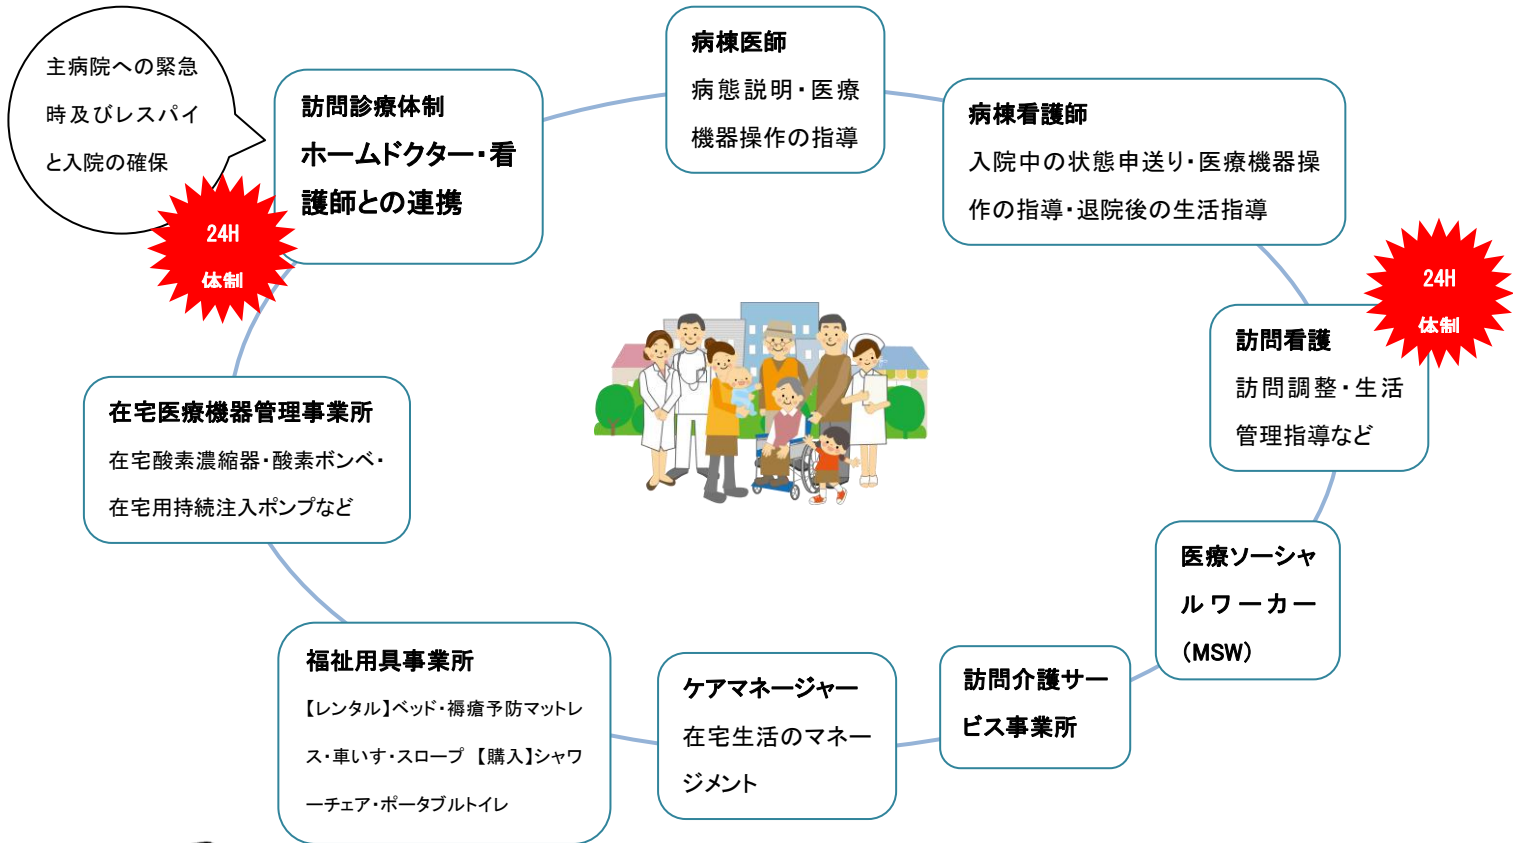 主病院への緊急
時及びレスパイ
と入院の確保
24H
体制
訪問診療体制
ホームドクター・看
護師との連携
病棟医師
病態説明・医療
機器操作の指導
病棟看護師
入院中の状態申送り・医療機器操
作の指導・退院後の生活指導
24H
体制
訪問看護
訪問調整・生活
管理指導など
医療ソーシャ
ルワーカー
(MSW)
訪問介護サー
ビス事業所
ケアマネージャー
在宅生活のマネー
ジメント
福祉用具事業所
【レンタル】ベッド・褥瘡予防マットレ
ス・車いす・スロープ 【購入】シャワ
ーチェア・ポータブルトイレ
在宅医療機器管理事業所
在宅酸素濃縮器・酸素ボンベ・
在宅用持続注入ポンプなど